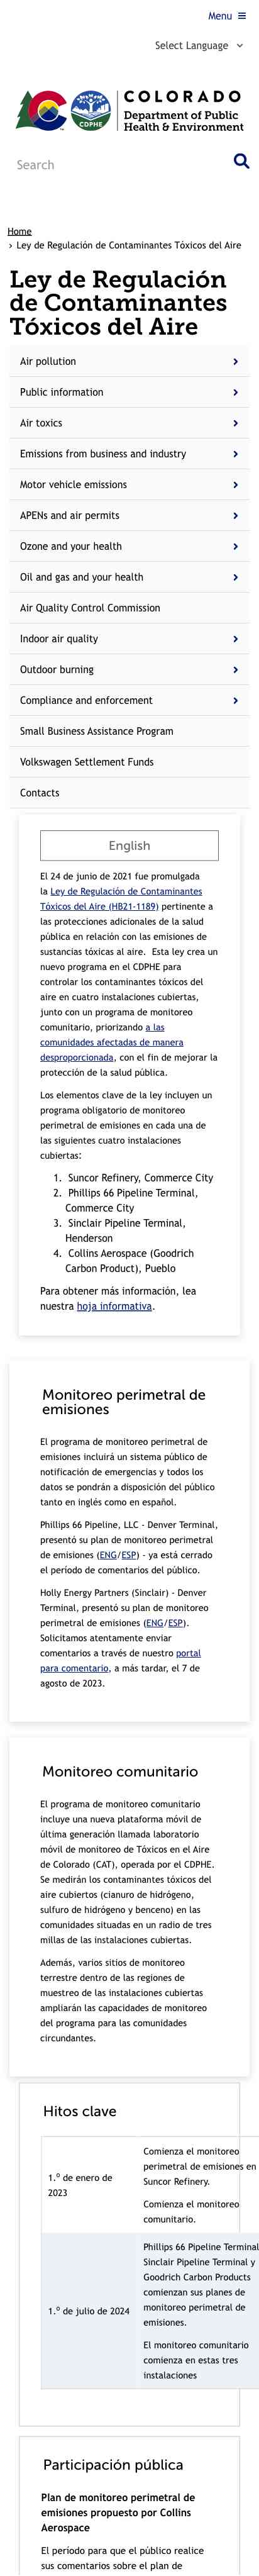 Menu
Select Language
COLORADO
Department of Public
Health & Environment
CDPHE
Search
Home
› Ley de Regulación de Contaminantes Tóxicos del Aire
Ley de Regulación
de Contaminantes
Tóxicos del Aire
Air pollution
Public information
Air toxics
Emissions from business and industry
Motor vehicle emissions
APENs and air permits
Ozone and your health
Oil and gas and your health
Air Quality Control Commission
Indoor air quality
Outdoor burning
Compliance and enforcement
Small Business Assistance Program
Volkswagen Settlement Funds
Contacts
English
El 24 de junio de 2021 fue promulgada
la Ley de Regulación de Contaminantes
Tóxicos del Aire (HB21-1189) pertinente a
las protecciones adicionales de la salud
pública en relación con las emisiones de
sustancias tóxicas al aire.  Esta ley crea un
nuevo programa en el CDPHE para
controlar los contaminantes tóxicos del
aire en cuatro instalaciones cubiertas,
junto con un programa de monitoreo
comunitario, priorizando a las
comunidades afectadas de manera
desproporcionada, con el fin de mejorar la
protección de la salud pública.
Los elementos clave de la ley incluyen un
programa obligatorio de monitoreo
perimetral de emisiones en cada una de
las siguientes cuatro instalaciones
cubiertas:
1. Suncor Refinery, Commerce City
2. Phillips 66 Pipeline Terminal,
Commerce City
3. Sinclair Pipeline Terminal,
Henderson
4. Collins Aerospace (Goodrich
Carbon Product), Pueblo
Para obtener más información, lea
nuestra hoja informativa.
Monitoreo perimetral de
emisiones
El programa de monitoreo perimetral de
emisiones incluirá un sistema público de
notificación de emergencias y todos los
datos se pondrán a disposición del público
tanto en inglés como en español.
Phillips 66 Pipeline, LLC - Denver Terminal,
presentó su plan de monitoreo perimetral
de emisiones (ENG/ESP) - ya está cerrado
el período de comentarios del público.
Holly Energy Partners (Sinclair) - Denver
Terminal, presentó su plan de monitoreo
perimetral de emisiones (ENG/ESP).
Solicitamos atentamente enviar
comentarios a través de nuestro portal
para comentario, a más tardar, el 7 de
agosto de 2023.
Monitoreo comunitario
El programa de monitoreo comunitario
incluye una nueva plataforma móvil de
última generación llamada laboratorio
móvil de monitoreo de Tóxicos en el Aire
de Colorado (CAT), operada por el CDPHE.
Se medirán los contaminantes tóxicos del
aire cubiertos (cianuro de hidrógeno,
sulfuro de hidrógeno y benceno) en las
comunidades situadas en un radio de tres
millas de las instalaciones cubiertas.
Además, varios sitios de monitoreo
terrestre dentro de las regiones de
muestreo de las instalaciones cubiertas
ampliarán las capacidades de monitoreo
del programa para las comunidades
circundantes.
Hitos clave
1.º de enero de
2023
Comienza el monitoreo
perimetral de emisiones en
Suncor Refinery.
Comienza el monitoreo
comunitario.
1.º de julio de 2024
Phillips 66 Pipeline Terminal
Sinclair Pipeline Terminal y
Goodrich Carbon Products
comienzan sus planes de
monitoreo perimetral de
emisiones.
El monitoreo comunitario
comienza en estas tres
instalaciones
Participación pública
Plan de monitoreo perimetral de
emisiones propuesto por Collins
Aerospace
El período para que el público realice
sus comentarios sobre el plan de